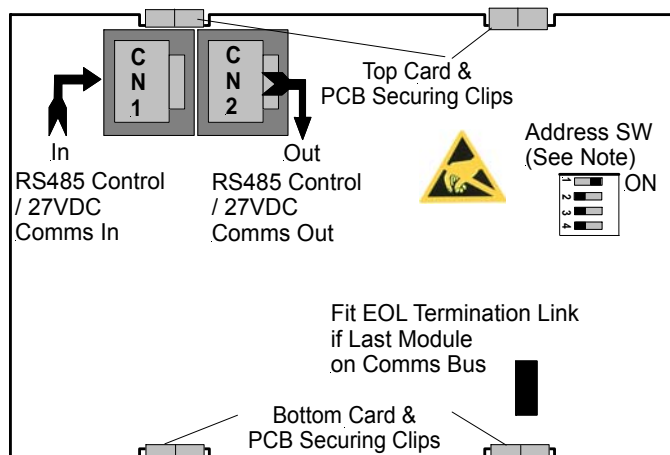 C
N
1
C
N
2
Top Card &
PCB Securing Clips
In
Out
RS485 Control
/ 27VDC
Comms In
RS485 Control
/ 27VDC
Comms Out
Address SW
(See Note)
ON
1
2
3
4
Fit EOL Termination Link
if Last Module
on Comms Bus
Bottom Card &
PCB Securing Clips